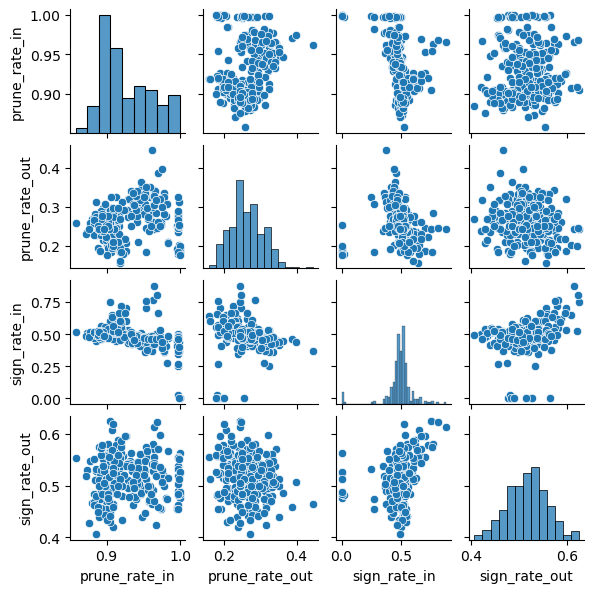 prune_rate_in
1.00
0.95
0.90
prune_rate_out
0.4
0.3
0.2
sign_rate_in
0.75
0.50
0.25
0.00
sign_rate_out
0.6
0.5
0.4
0.9 1.0 0.2 0.4 0.0 0.5 0.4 0.6
prune_rate_in prune_rate_out sign_rate_in sign_rate_out